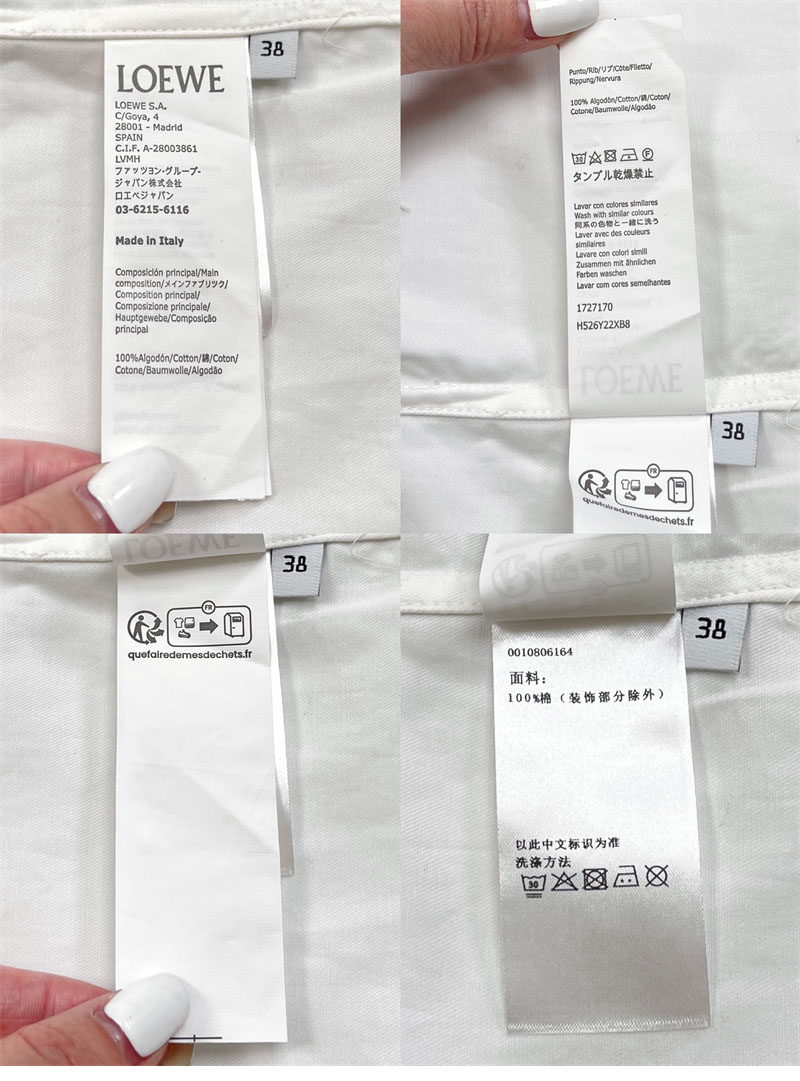 38
LOEWE
LOEWE S.A.
C/Goya, 4
28001 - Madrid
SPAIN
C.I.F. A-28003861
LVMH
ファッツヨン·グループ-
ジャパン株式会社
ロエベジャパン
03-6215-6116
Made in Italy
Composición principal/Main
composition/メインファブリツク/
Composition principal/
Composizione principale/
Hauptgewebe/Composição
principal
100%Algodón/Cotton/綿/Coton/
Cotone/Baumwolle/Algodão
Punto/Rib/リブ/Côte/Filetto/
Rippung/Nervura
100% Algodón/Cotton/綿/Coton/
Cotone/Baumwolle/Algodão
30
P
タンブル乾燥禁止
Lavar con colores similares
Wash with similar colours
同系の色物と一緒に洗う
Laver avec des couleurs
similaires
Lavare con colori simili
Zusammen mit ähnlichen
Farben waschen
Lavar com cores semelhantes
1727170
H526Y22XB8
38
FR
quefairedemesdechets.fr
38
FR
quefairedemesdechets.fr
38
0010806164
面料：
100%棉（装饰部分除外）
以此中文标识为准
洗涤方法
30